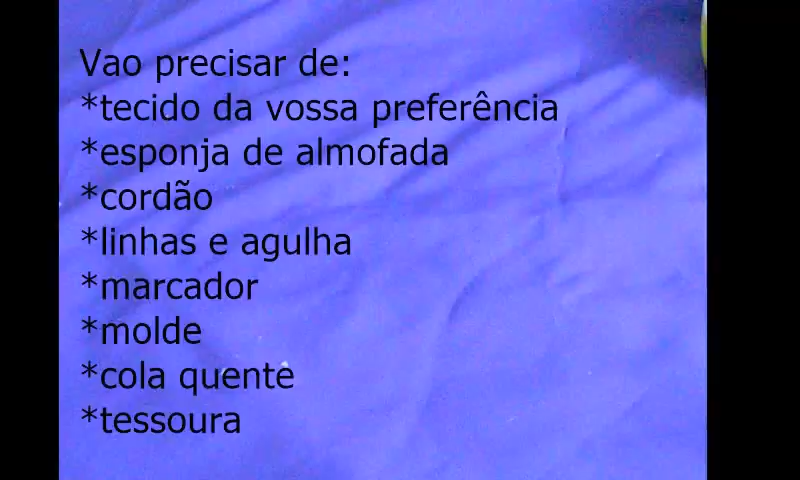 Vao precisar de:
*tecido da vossa preferência
*esponja de almofada
*cordão
*linhas e agulha
*marcador
*molde
*cola quente
*tessoura